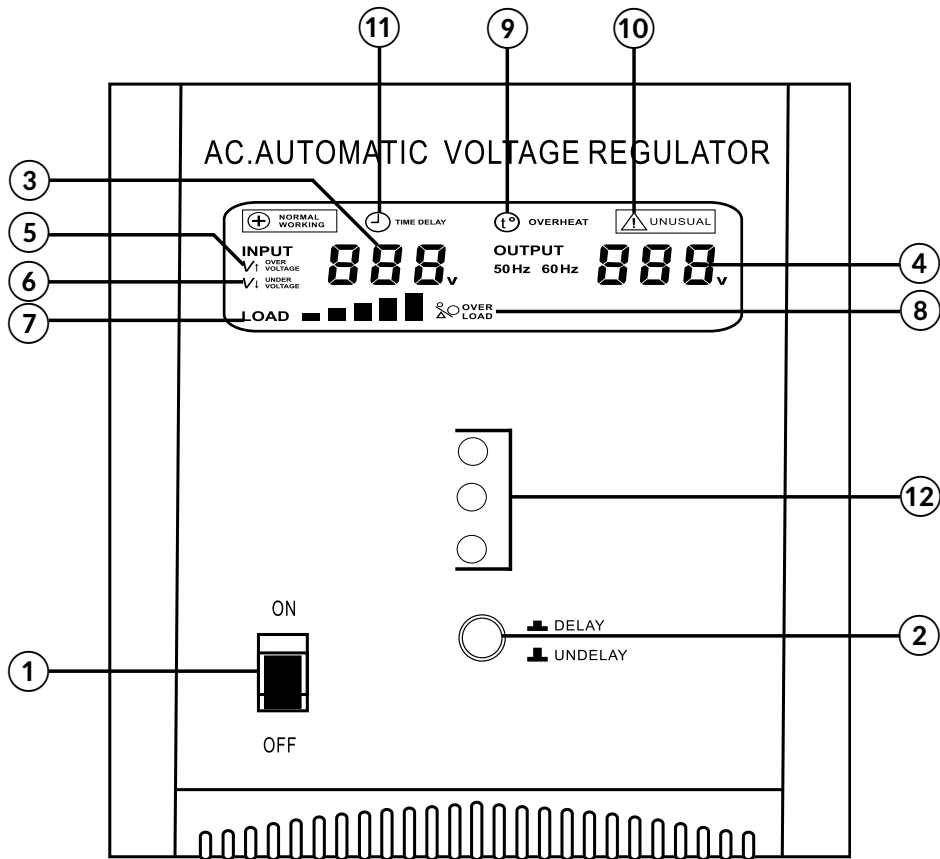 11 9 10
AC.AUTOMATIC VOLTAGE REGULATOR
3
NORMAL WORKING TIME DELAY t° OVERHEAT UNUSUAL
5
INPUT 888v OUTPUT 888v
V↑ OVER VOLTAGE 50Hz 60Hz
4
6
V↓ UNDER VOLTAGE
7
LOAD OVER LOAD
8
12
ON
DELAY
2
UNDELAY
1
OFF